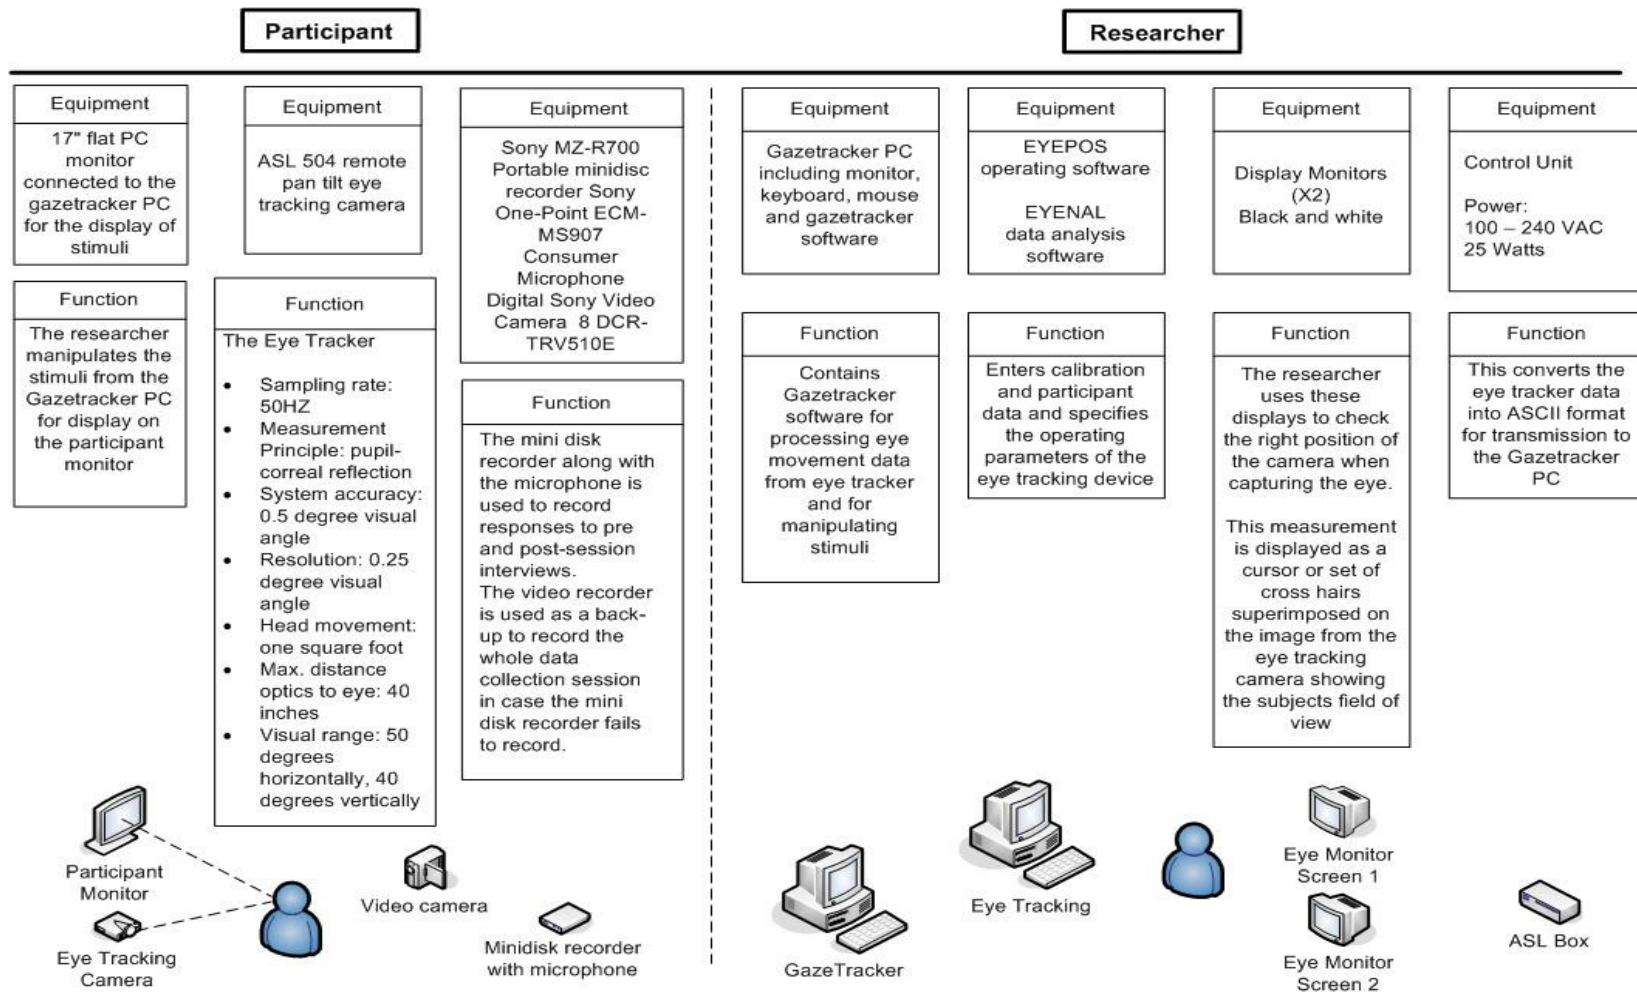 Participant
Researcher
Equipment
17" flat PC
monitor
connected to the
gazetracker PC
for the display of
stimuli
Function
The researcher
manipulates the
stimuli from the
Gazetracker PC
for display on
the participant
monitor
Equipment
ASL 504 remote
pan tilt eye
tracking camera
Function
The Eye Tracker
• Sampling rate:
50HZ
• Measurement
Principle: pupil-
correal reflection
• System accuracy:
0.5 degree visual
angle
• Resolution: 0.25
degree visual
angle
• Head movement:
one square foot
• Max. distance
optics to eye: 40
inches
• Visual range: 50
degrees
horizontally, 40
degrees vertically
Equipment
Sony MZ-R700
Portable minidisc
recorder Sony
One-Point ECM-
MS907
Consumer
Microphone
Digital Sony Video
Camera 8 DCR-
TRV510E
Function
The mini disk
recorder along with
the microphone is
used to record
responses to pre
and post-session
interviews.
The video recorder
is used as a back-
up to record the
whole data
collection session
in case the mini
disk recorder fails
to record.
Equipment
Gazetracker PC
including monitor,
keyboard, mouse
and gazetracker
software
Function
Contains
Gazetracker
software for
processing eye
movement data
from eye tracker
and for
manipulating
stimuli
Equipment
EYEPOS
operating software
EYENAL
data analysis
software
Function
Enters calibration
and participant
data and specifies
the operating
parameters of the
eye tracking device
Equipment
Display Monitors
(X2)
Black and white
Function
The researcher
uses these
displays to check
the right position of
the camera when
capturing the eye.
This measurement
is displayed as a
cursor or set of
cross hairs
superimposed on
the image from the
eye tracking
camera showing
the subjects field of
view
Equipment
Control Unit
Power:
100 – 240 VAC
25 Watts
Function
This converts the
eye tracker data
into ASCII format
for transmission to
the Gazetracker
PC
Participant
Monitor
Eye Tracking
Camera
Video camera
Minidisk recorder
with microphone
GazeTracker
Eye Tracking
Eye Monitor
Screen 1
Eye Monitor
Screen 2
ASL Box